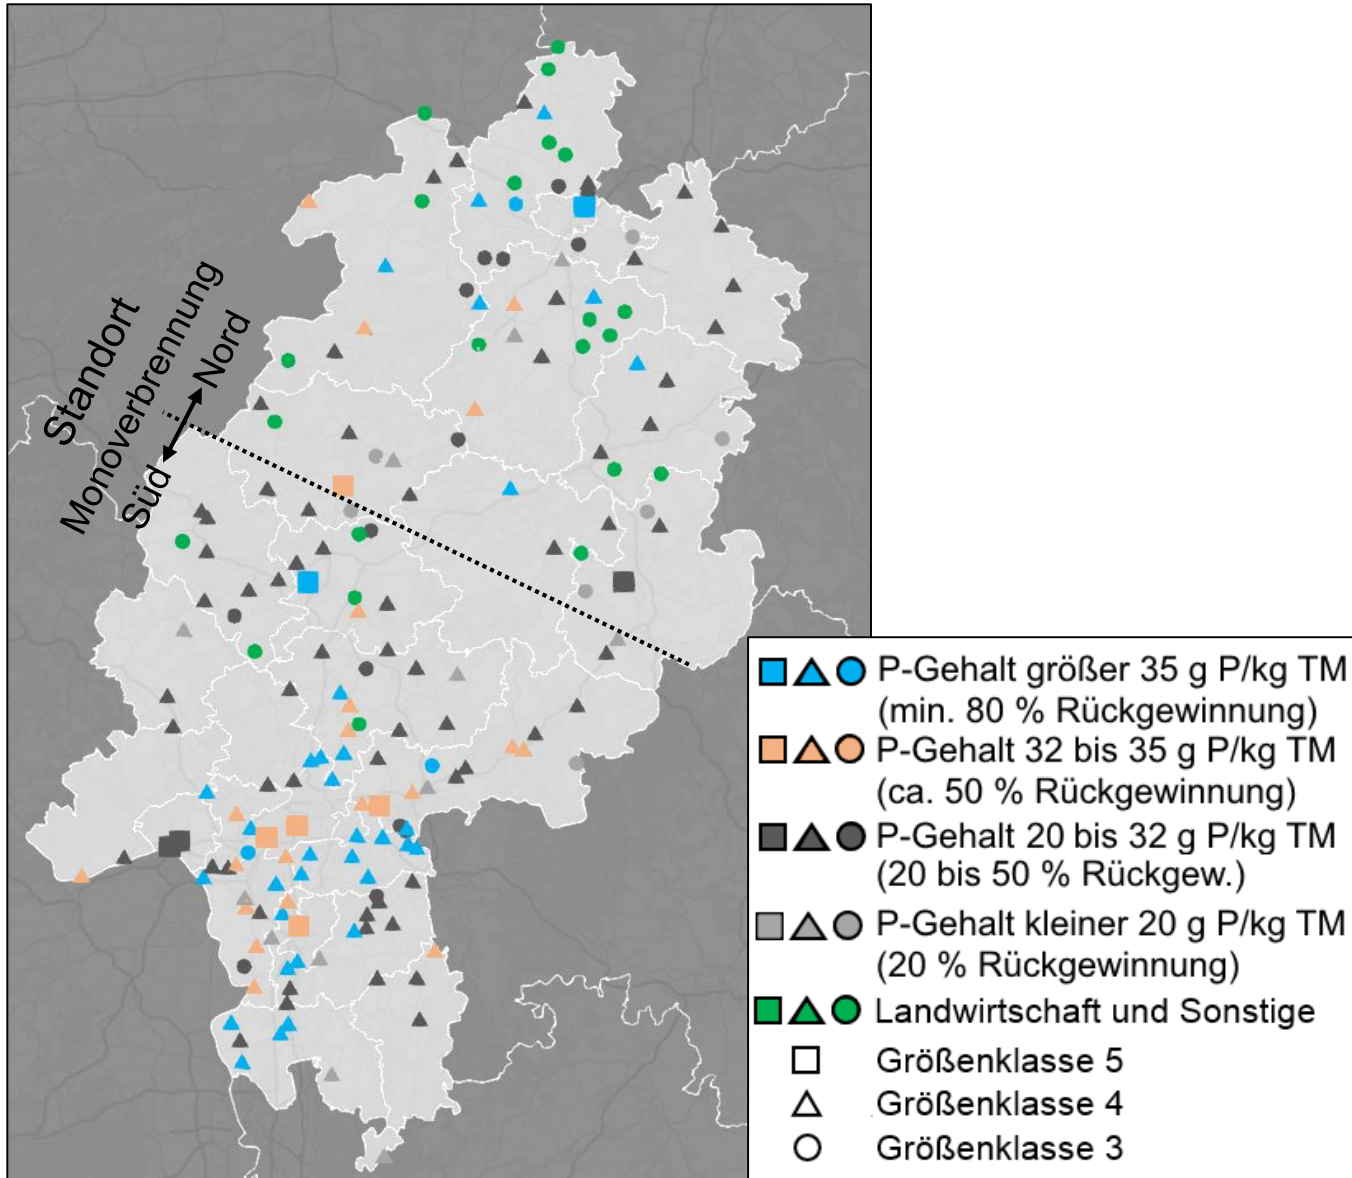 Standort
Monoverbrennung
Nord
Süd
P-Gehalt größer 35 g P/kg TM
(min. 80 % Rückgewinnung)
P-Gehalt 32 bis 35 g P/kg TM
(ca. 50 % Rückgewinnung)
P-Gehalt 20 bis 32 g P/kg TM
(20 bis 50 % Rückgew.)
P-Gehalt kleiner 20 g P/kg TM
(20 % Rückgewinnung)
Landwirtschaft und Sonstige
Größenklasse 5
Größenklasse 4
Größenklasse 3